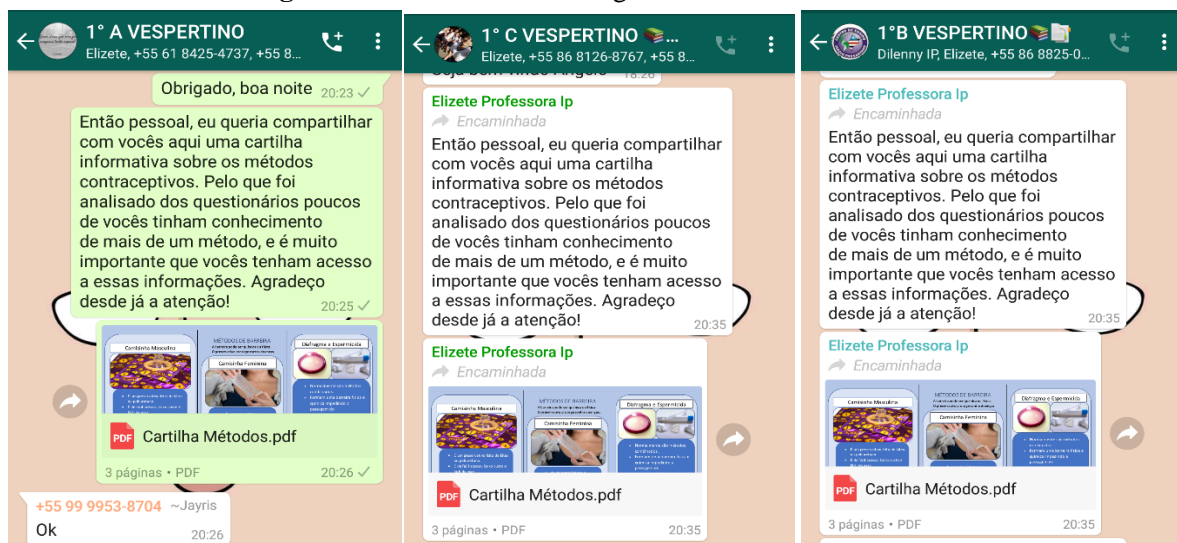 1° A VESPERTINO
Elizete, +55 61 8425-4737, +55 8...
Obrigado, boa noite 20:23
Então pessoal, eu queria compartilhar
com vocês aqui uma cartilha
informativa sobre os métodos
contraceptivos. Pelo que foi
analisado dos questionários poucos
de vocês tinham conhecimento
de mais de um método, e é muito
importante que vocês tenham acesso
a essas informações. Agradeço
desde já a atenção! 20:25
MÉTODOS DE BARREIRA
Camisinha Masculina
Camisinha Feminina
Diafragma e Espermicida
PDF Cartilha Métodos.pdf
3 páginas • PDF 20:26
+55 99 9953-8704 ~Jayris
Ok 20:26
1° C VESPERTINO 📚...
Elizete, +55 86 8126-8767, +55 8...
18:26
Elizete Professora Ip
Encaminhada
Então pessoal, eu queria compartilhar
com vocês aqui uma cartilha
informativa sobre os métodos
contraceptivos. Pelo que foi
analisado dos questionários poucos
de vocês tinham conhecimento
de mais de um método, e é muito
importante que vocês tenham acesso
a essas informações. Agradeço
desde já a atenção! 20:35
Elizete Professora Ip
Encaminhada
MÉTODOS DE BARREIRA
Camisinha Masculina
Camisinha Feminina
Diafragma e Espermicida
PDF Cartilha Métodos.pdf
3 páginas • PDF 20:35
1°B VESPERTINO📚📑
Dilenny IP, Elizete, +55 86 8825-0...
Elizete Professora Ip
Encaminhada
Então pessoal, eu queria compartilhar
com vocês aqui uma cartilha
informativa sobre os métodos
contraceptivos. Pelo que foi
analisado dos questionários poucos
de vocês tinham conhecimento
de mais de um método, e é muito
importante que vocês tenham acesso
a essas informações. Agradeço
desde já a atenção! 20:35
Elizete Professora Ip
Encaminhada
MÉTODOS DE BARREIRA
Camisinha Masculina
Camisinha Feminina
Diafragma e Espermicida
PDF Cartilha Métodos.pdf
3 páginas • PDF 20:35